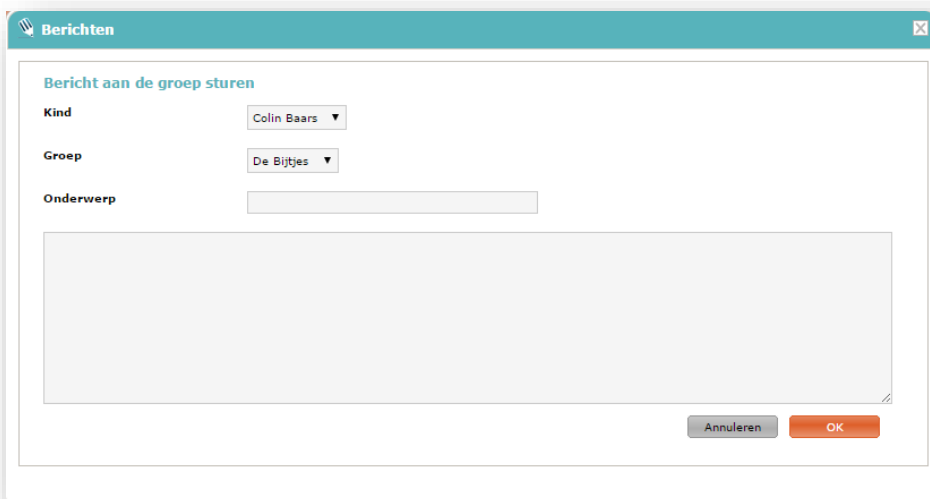 Berichten
Bericht aan de groep sturen
Kind
Colin Baars
Groep
De Bijtjes
Onderwerp
Annuleren OK